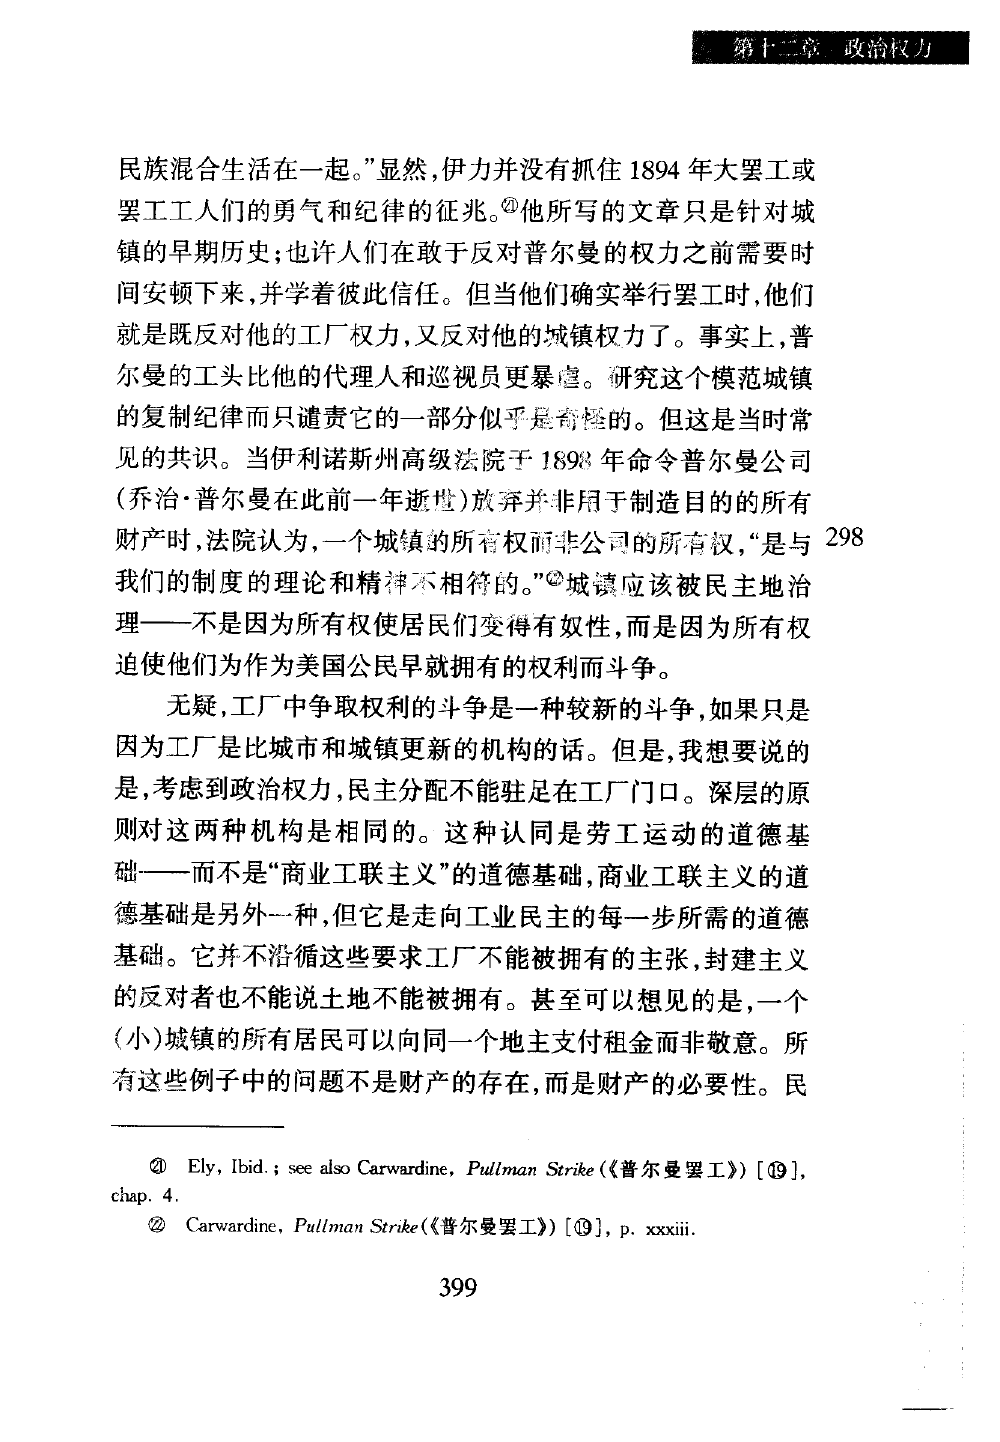 第十二章 政治权力
民族混合生活在一起。”显然,伊力并没有抓住 1894 年大罢工或
罢工工人们的勇气和纪律的征兆。㉑他所写的文章只是针对城
镇的早期历史;也许人们在敢于反对普尔曼的权力之前需要时
间安顿下来,并学着彼此信任。但当他们确实举行罢工时,他们
就是既反对他的工厂权力,又反对他的城镇权力了。事实上,普
尔曼的工头比他的代理人和巡视员更暴虐。研究这个模范城镇
的复制纪律而只谴责它的一部分似乎是奇怪的。但这是当时常
见的共识。当伊利诺斯州高级法院于 1898 年命令普尔曼公司
(乔治·普尔曼在此前一年逝世)放弃并非用于制造目的的所有
财产时,法院认为,一个城镇的所有权而非公司的所有权,“是与 298
我们的制度的理论和精神不相符的。”㉒城镇应该被民主地治
理——不是因为所有权使居民们变得有奴性,而是因为所有权
迫使他们为作为美国公民早就拥有的权利而斗争。
无疑,工厂中争取权利的斗争是一种较新的斗争,如果只是
因为工厂是比城市和城镇更新的机构的话。但是,我想要说的
是,考虑到政治权力,民主分配不能驻足在工厂门口。深层的原
则对这两种机构是相同的。这种认同是劳工运动的道德基
础——而不是“商业工联主义”的道德基础,商业工联主义的道
德基础是另外一种,但它是走向工业民主的每一步所需的道德
基础。它并不沿循这些要求工厂不能被拥有的主张,封建主义
的反对者也不能说土地不能被拥有。甚至可以想见的是,一个
(小)城镇的所有居民可以向同一个地主支付租金而非敬意。所
有这些例子中的问题不是财产的存在,而是财产的必要性。民
㉑ Ely, Ibid.; see also Carwardine, Pullman Strike(《普尔曼罢工》) [⑲],
chap. 4.
㉒ Carwardine, Pullman Strike(《普尔曼罢工》) [⑲], p. xxxiii.
399